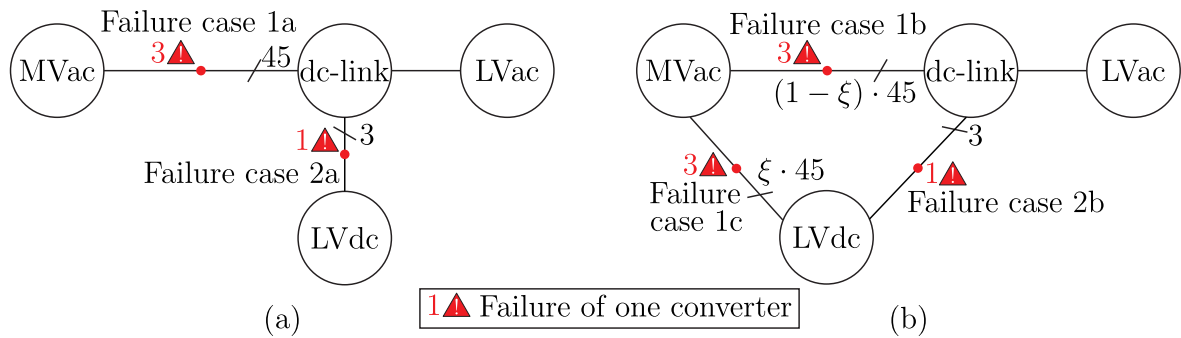 Failure case 1a
3
45
MVac
dc-link
LVac
1
3
Failure case 2a
LVdc
(a)
Failure case 1b
3
MVac
dc-link
LVac
(1 − ξ) · 45
3
3
ξ · 45
1
Failure
case 1c
Failure case 2b
LVdc
(b)
1 Failure of one converter